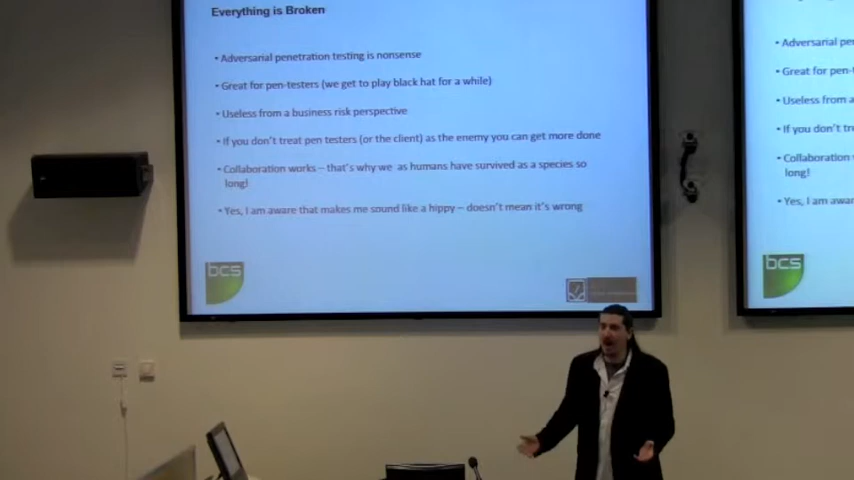 Everything is Broken
• Adversarial penetration testing is nonsense
• Great for pen-testers (we get to play black hat for a while)
• Useless from a business risk perspective
• If you don't treat pen testers (or the client) as the enemy you can get more done
• Collaboration works – that's why we as humans have survived as a species so
long!
• Yes, I am aware that makes me sound like a hippy – doesn't mean it's wrong
bcs
• Adversarial
• Great for
• Useless from a
• If you don't
• Collaboration
long!
• Yes, I am
bcs